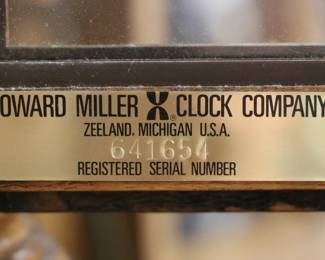 OWARD MILLER ® CLOCK COMPANY
ZEELAND, MICHIGAN U.S.A.
641654
REGISTERED SERIAL NUMBER